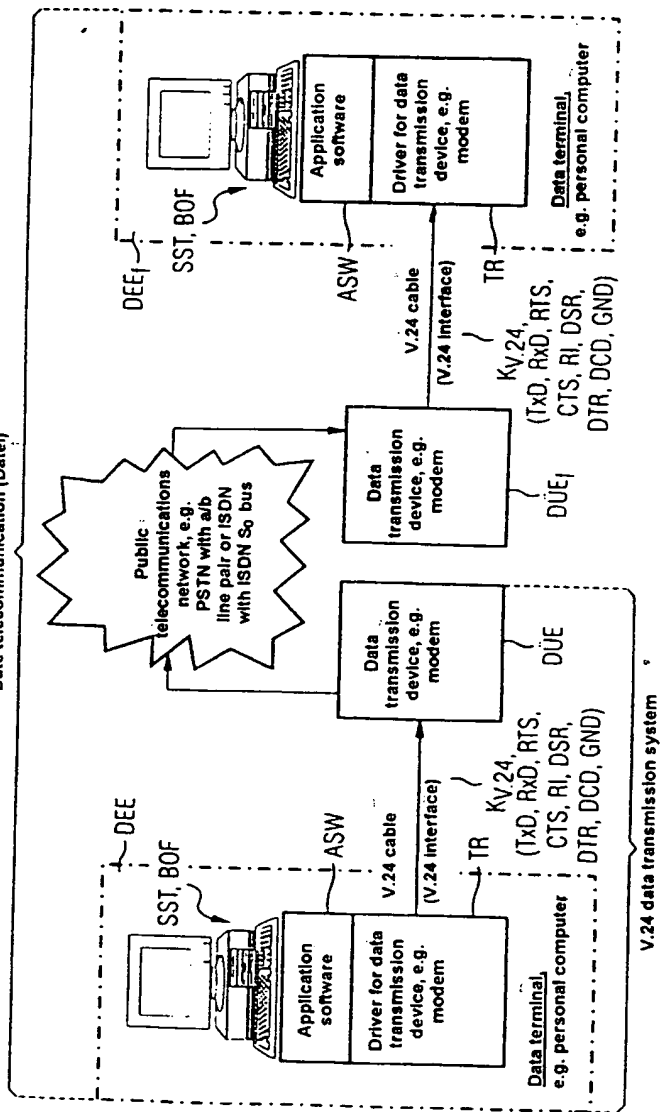 Data telecommunication (Datel)
DEE
SST, BOF
Application
software
ASW
Driver for data
transmission
device, e.g.
modem
TR
Data terminal,
e.g. personal computer
V.24 cable
(V.24 interface)
KV.24,
(TxD, RxD, RTS,
CTS, RI, DSR,
DTR, DCD, GND)
Data
transmission
device, e.g.
modem
DÜE
Public
telecommunications
network, e.g.
PSTN with a/b
line pair or ISDN
with ISDN S0 bus
Data
transmission
device, e.g.
modem
DÜE1
V.24 cable
(V.24 interface)
KV.24,
(TxD, RxD, RTS,
CTS, RI, DSR,
DTR, DCD, GND)
DEE1
SST, BOF
Application
software
ASW
Driver for data
transmission
device, e.g.
modem
TR
Data terminal,
e.g. personal computer
V.24 data transmission system